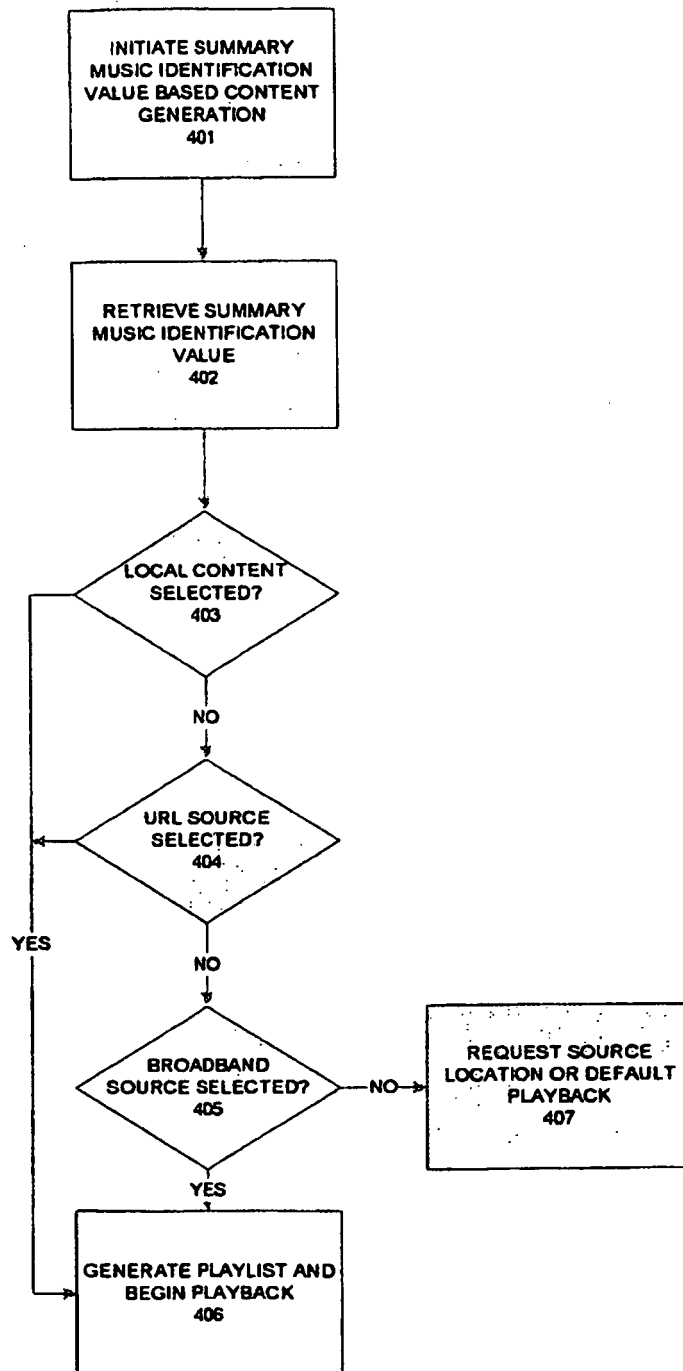 INITIATE SUMMARY
MUSIC IDENTIFICATION
VALUE BASED CONTENT
GENERATION
401
RETRIEVE SUMMARY
MUSIC IDENTIFICATION
VALUE
402
LOCAL CONTENT
SELECTED?
403
NO
URL SOURCE
SELECTED?
404
YES
NO
BROADBAND
SOURCE SELECTED?
405
NO
REQUEST SOURCE
LOCATION OR DEFAULT
PLAYBACK
407
YES
GENERATE PLAYLIST AND
BEGIN PLAYBACK
406